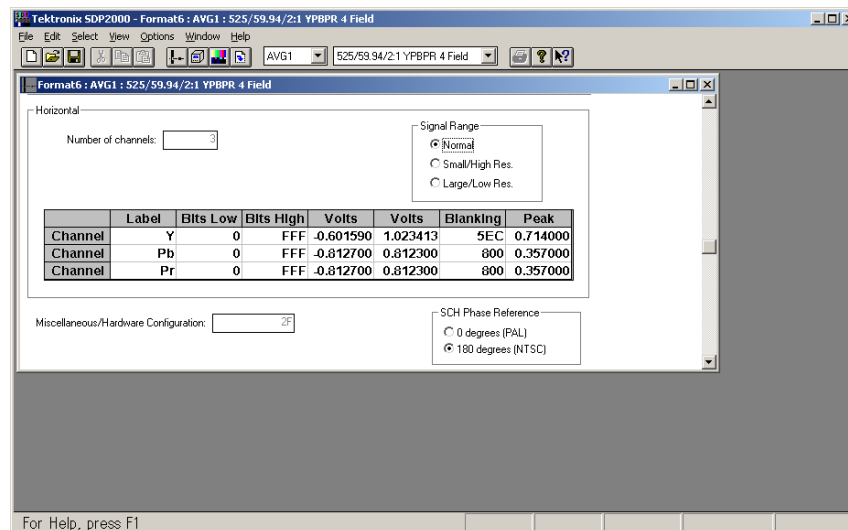 Tektronix SDP2000 - Format6 : AVG1 : 525/59.94/2:1 YPBPR 4 Field
File Edit Select View Options Window Help
AVG1 525/59.94/2:1 YPBPR 4 Field
Format6 : AVG1 : 525/59.94/2:1 YPBPR 4 Field
Horizontal
Number of channels: 3
Signal Range
Normal
Small/High Res.
Large/Low Res.
Label Bits Low Bits High Volts Volts Blanking Peak
Channel Y 0 FFF -0.601590 1.023413 5EC 0.714000
Channel Pb 0 FFF -0.812700 0.812300 800 0.357000
Channel Pr 0 FFF -0.812700 0.812300 800 0.357000
Miscellaneous/Hardware Configuration: 2F
SCH Phase Reference
0 degrees (PAL)
180 degrees (NTSC)
For Help, press F1